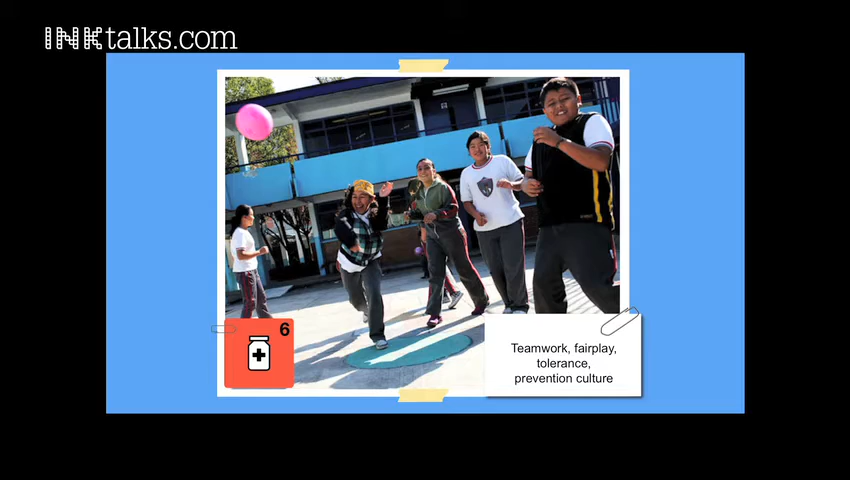 INKtalks.com
6
Teamwork, fairplay,
tolerance,
prevention culture